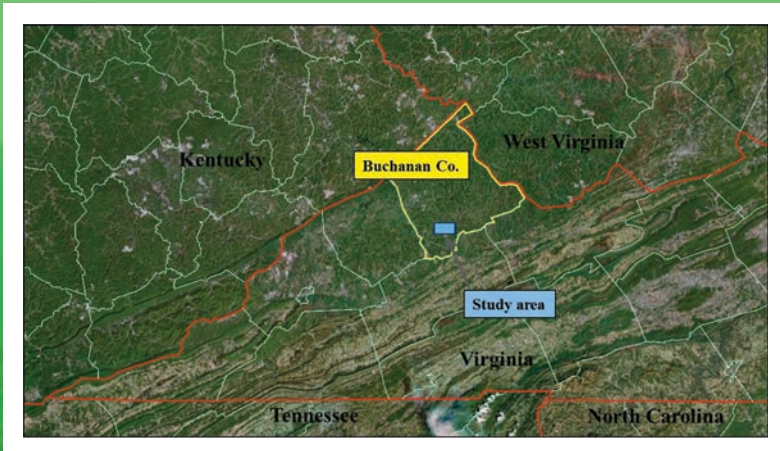 West Virginia
Kentucky
Buchanan Co.
Study area
Virginia
Tennessee
North Carolina